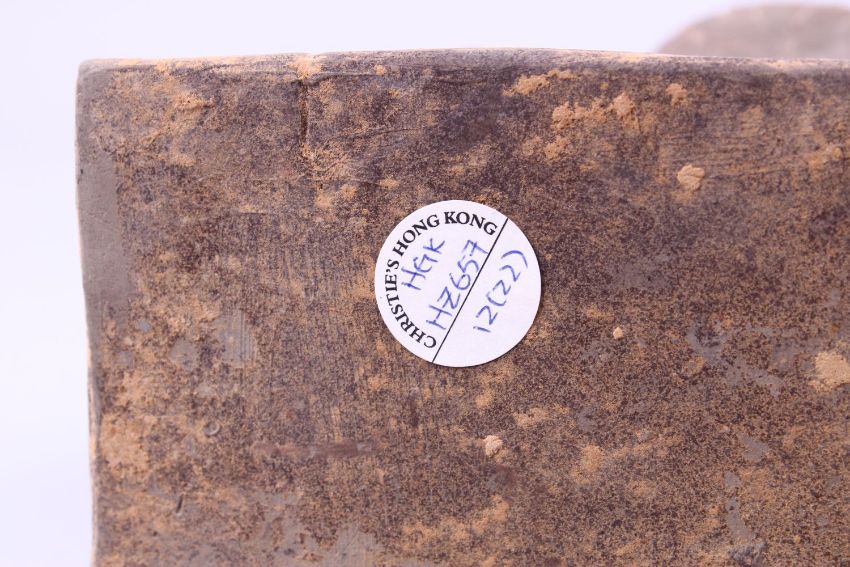 CHRISTIE'S HONG KONG
HGK
HZ657
12(22)